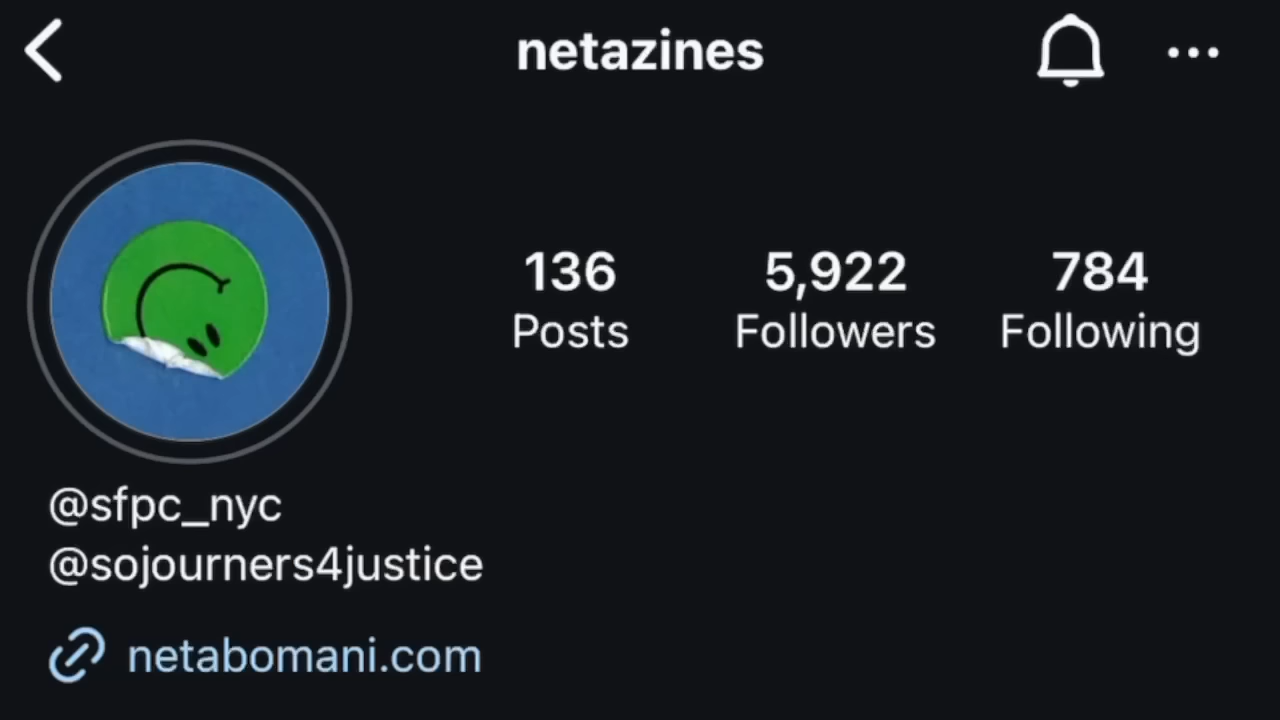 netazines
136 5,922 784
Posts Followers Following
@sfpc_nyc
@sojourners4justice
netabomani.com